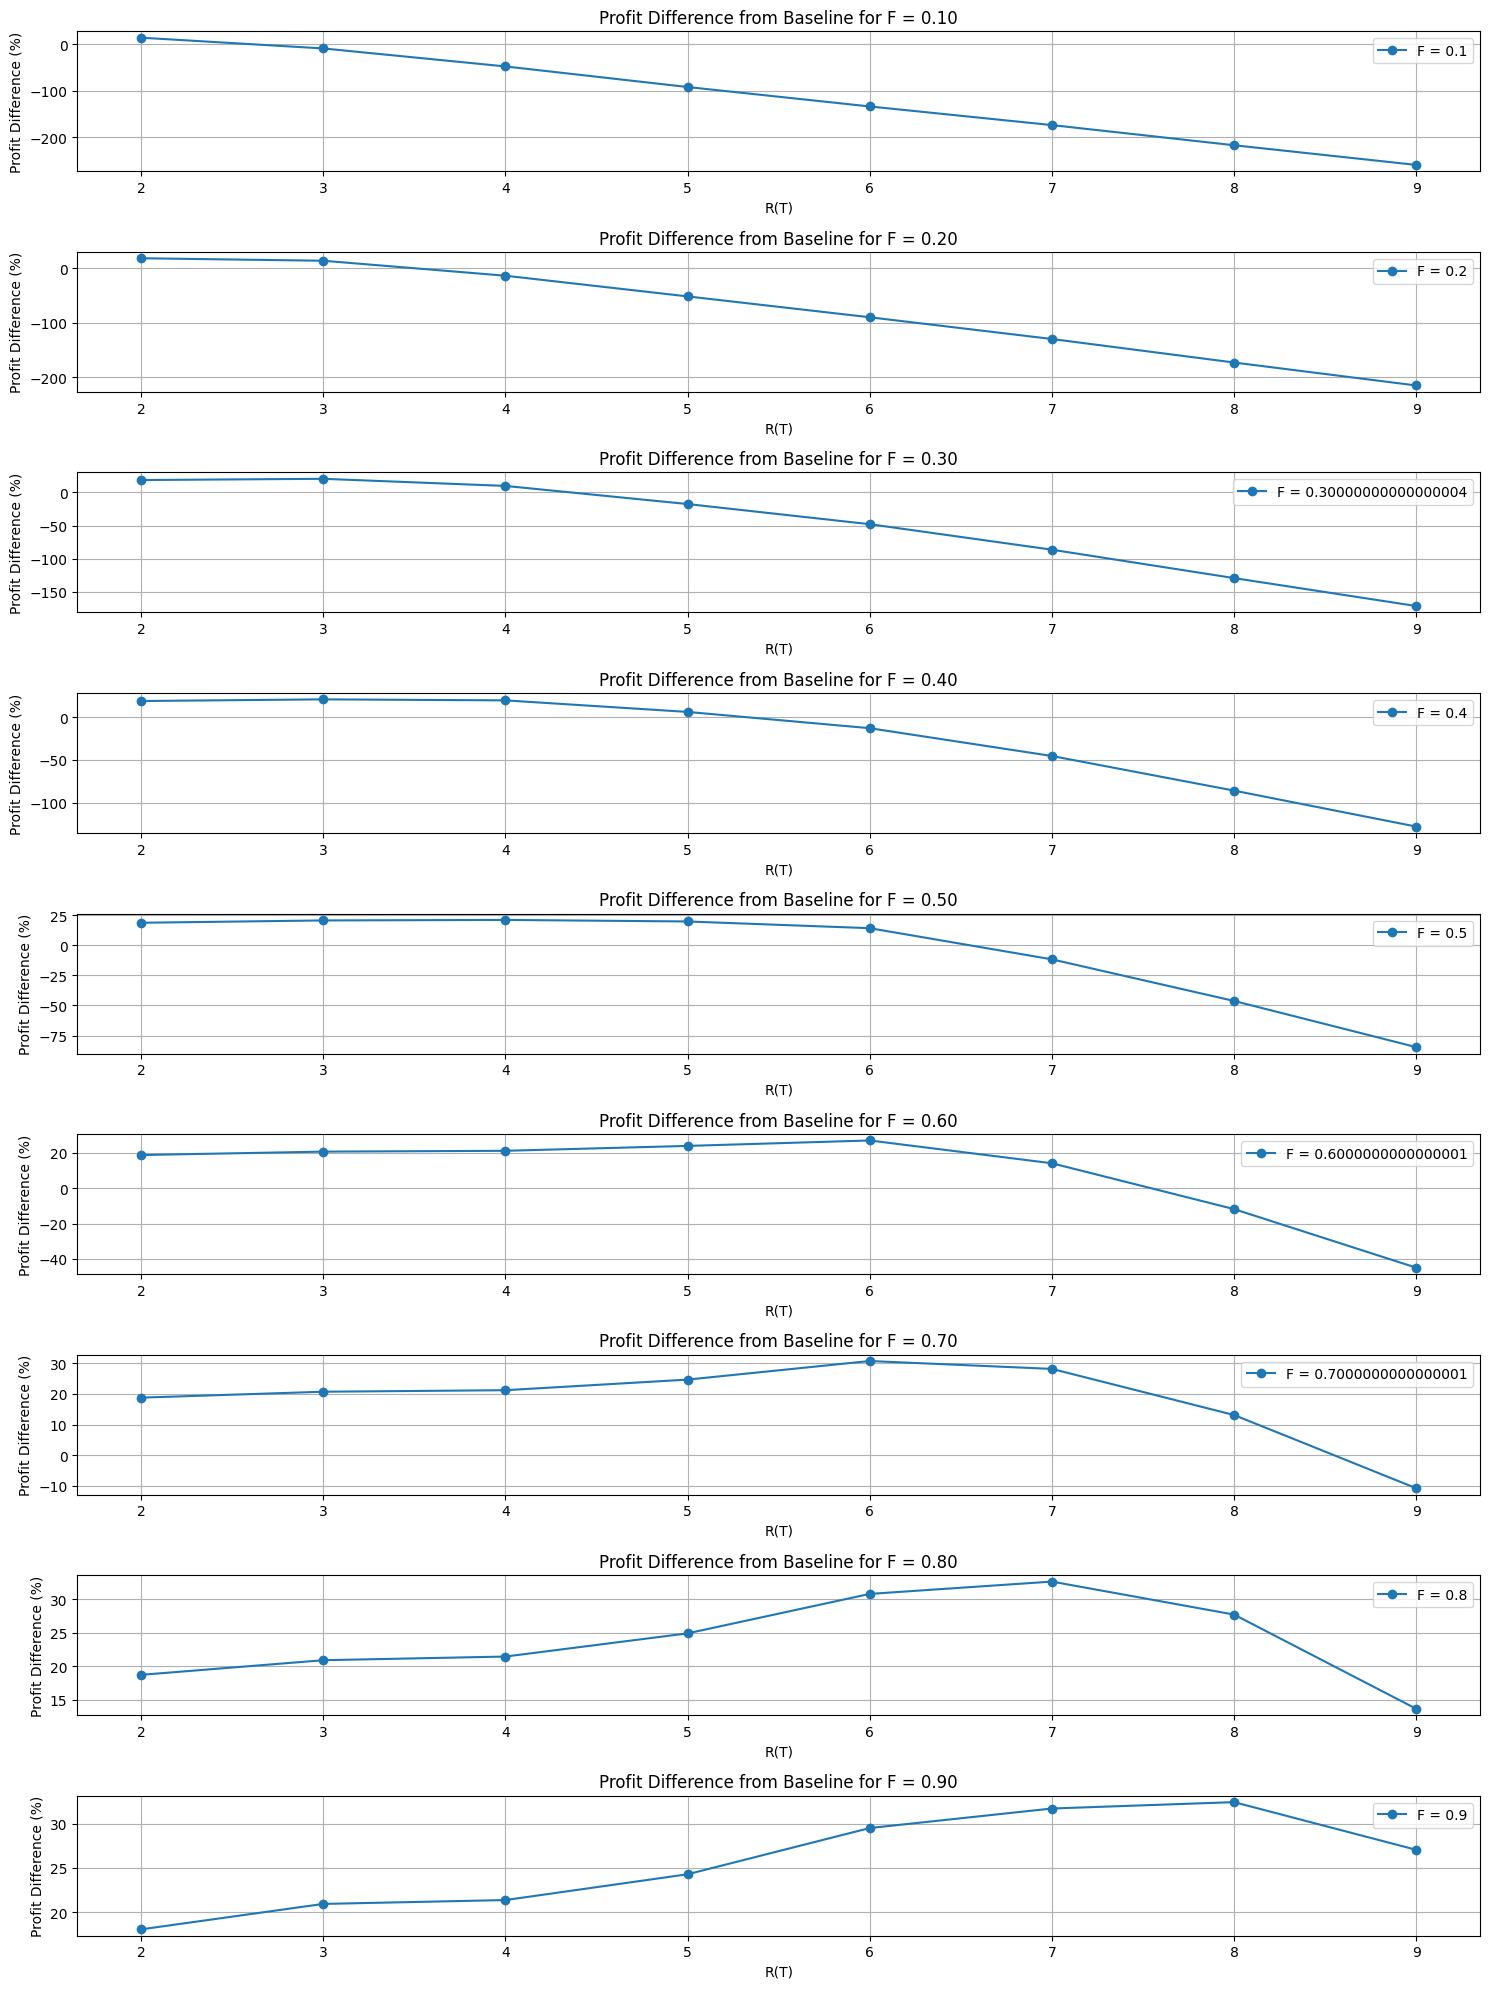 Profit Difference from Baseline for F = 0.10
Profit Difference (%)
0
−100
−200
F = 0.1
2 3 4 5 6 7 8 9
R(T)
Profit Difference from Baseline for F = 0.20
Profit Difference (%)
0
−100
−200
F = 0.2
2 3 4 5 6 7 8 9
R(T)
Profit Difference from Baseline for F = 0.30
Profit Difference (%)
0
−50
−100
−150
F = 0.30000000000000004
2 3 4 5 6 7 8 9
R(T)
Profit Difference from Baseline for F = 0.40
Profit Difference (%)
0
−50
−100
F = 0.4
2 3 4 5 6 7 8 9
R(T)
Profit Difference from Baseline for F = 0.50
Profit Difference (%)
25
0
−25
−50
−75
F = 0.5
2 3 4 5 6 7 8 9
R(T)
Profit Difference from Baseline for F = 0.60
Profit Difference (%)
20
0
−20
−40
F = 0.6000000000000001
2 3 4 5 6 7 8 9
R(T)
Profit Difference from Baseline for F = 0.70
Profit Difference (%)
30
20
10
0
−10
F = 0.7000000000000001
2 3 4 5 6 7 8 9
R(T)
Profit Difference from Baseline for F = 0.80
Profit Difference (%)
30
25
20
15
F = 0.8
2 3 4 5 6 7 8 9
R(T)
Profit Difference from Baseline for F = 0.90
Profit Difference (%)
30
25
20
F = 0.9
2 3 4 5 6 7 8 9
R(T)